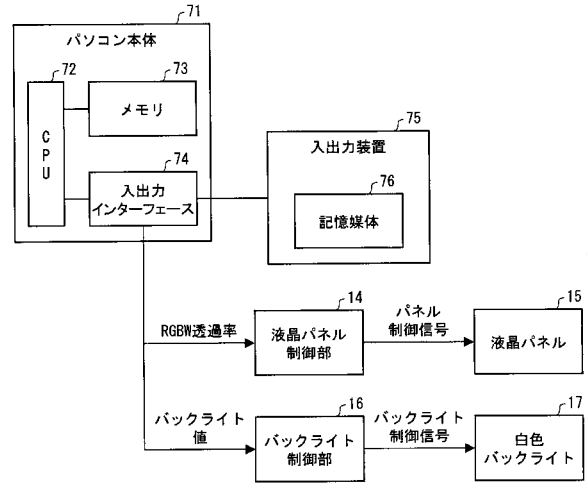 71
パソコン本体
72
CPU
73
メモリ
74
入出力
インターフェース
75
入出力装置
76
記憶媒体
RGBW透過率
14
液晶パネル
制御部
パネル
制御信号
15
液晶パネル
バックライト
値
16
バックライト
制御部
バックライト
制御信号
17
白色
バックライト